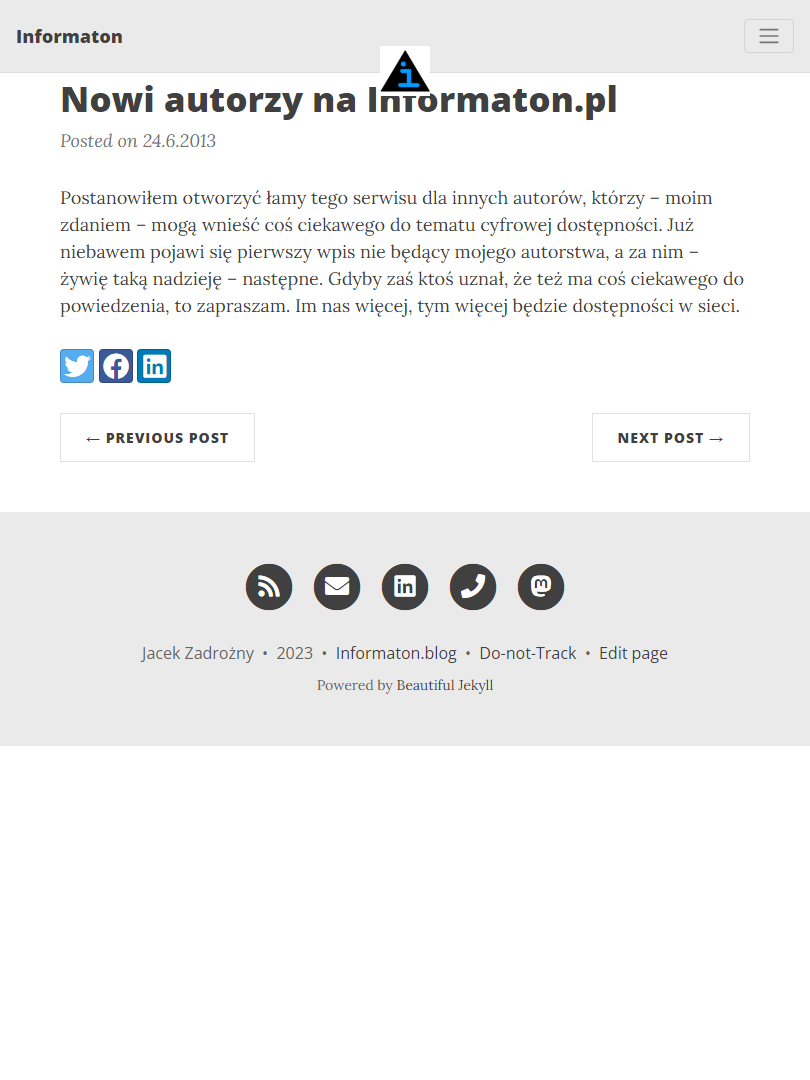 Informaton
Nowi autorzy na Informaton.pl
Posted on 24.6.2013
Postanowiłem otworzyć łamy tego serwisu dla innych autorów, którzy – moim
zdaniem – mogą wnieść coś ciekawego do tematu cyfrowej dostępności. Już
niebawem pojawi się pierwszy wpis nie będący mojego autorstwa, a za nim –
żywię taką nadzieję – następne. Gdyby zaś ktoś uznał, że też ma coś ciekawego do
powiedzenia, to zapraszam. Im nas więcej, tym więcej będzie dostępności w sieci.
← PREVIOUS POST
NEXT POST →
Jacek Zadrożny • 2023 • Informaton.blog • Do-not-Track • Edit page
Powered by Beautiful Jekyll